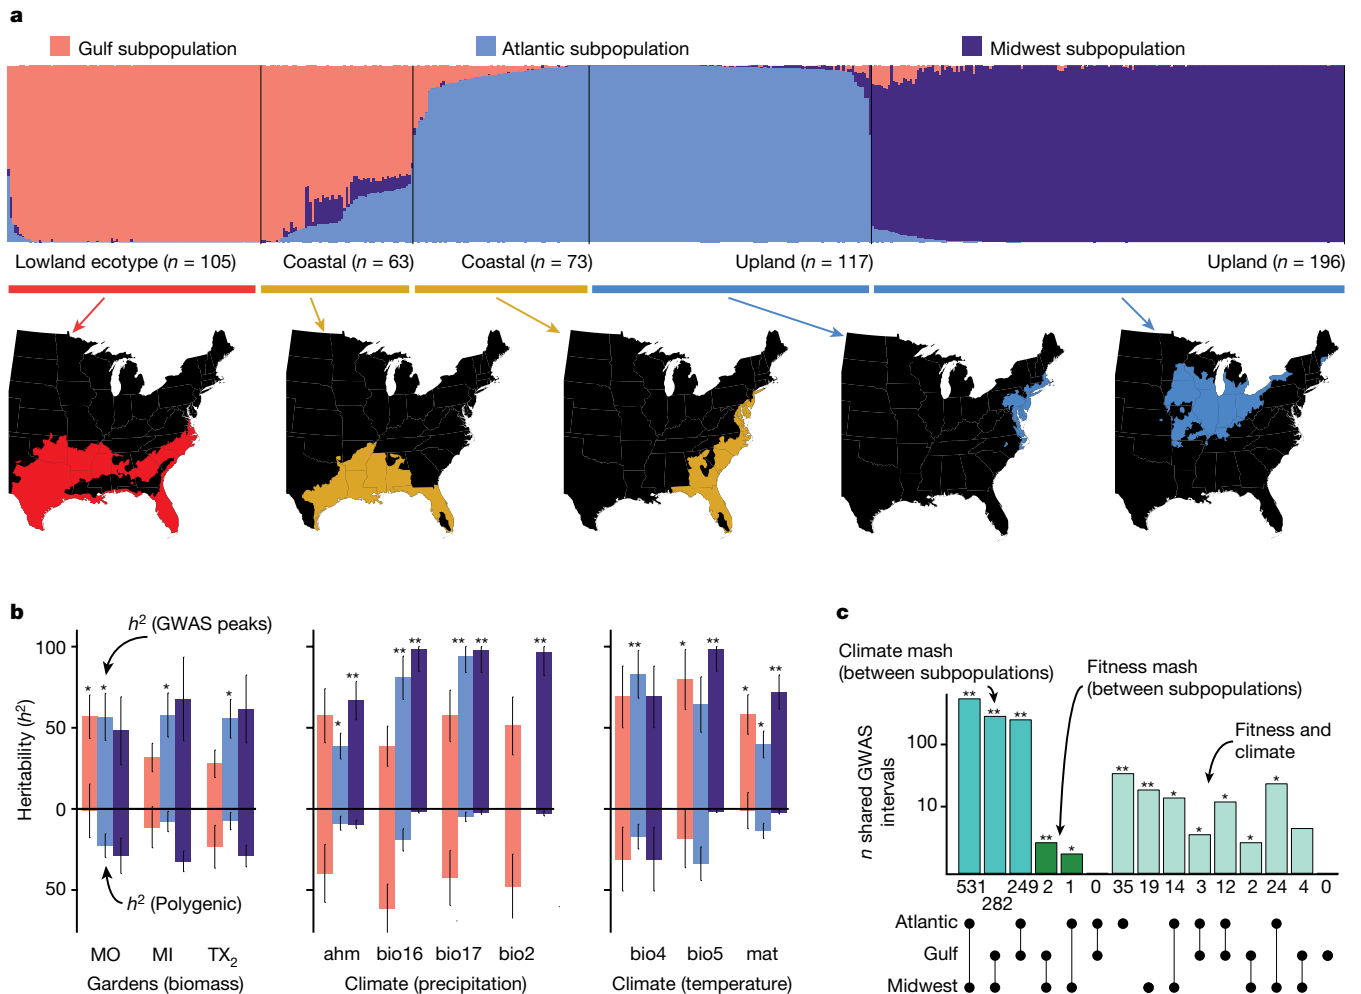 a
Gulf subpopulation
Atlantic subpopulation
Midwest subpopulation
Lowland ecotype (n = 105)
Coastal (n = 63)
Coastal (n = 73)
Upland (n = 117)
Upland (n = 196)
b
h² (GWAS peaks)
Heritability (h²)
100
50
0
50
* * * * * ** ** ** ** ** ** ** * ** * * **
h² (Polygenic)
MO MI TX₂
Gardens (biomass)
ahm bio16 bio17 bio2
Climate (precipitation)
bio4 bio5 mat
Climate (temperature)
c
Climate mash
(between subpopulations)
Fitness mash
(between subpopulations)
Fitness and
climate
n shared GWAS
intervals
100
10
** ** ** ** * ** ** * * * * *
531 282 249 2 1 0 35 19 14 3 12 2 24 4 0
Atlantic
Gulf
Midwest